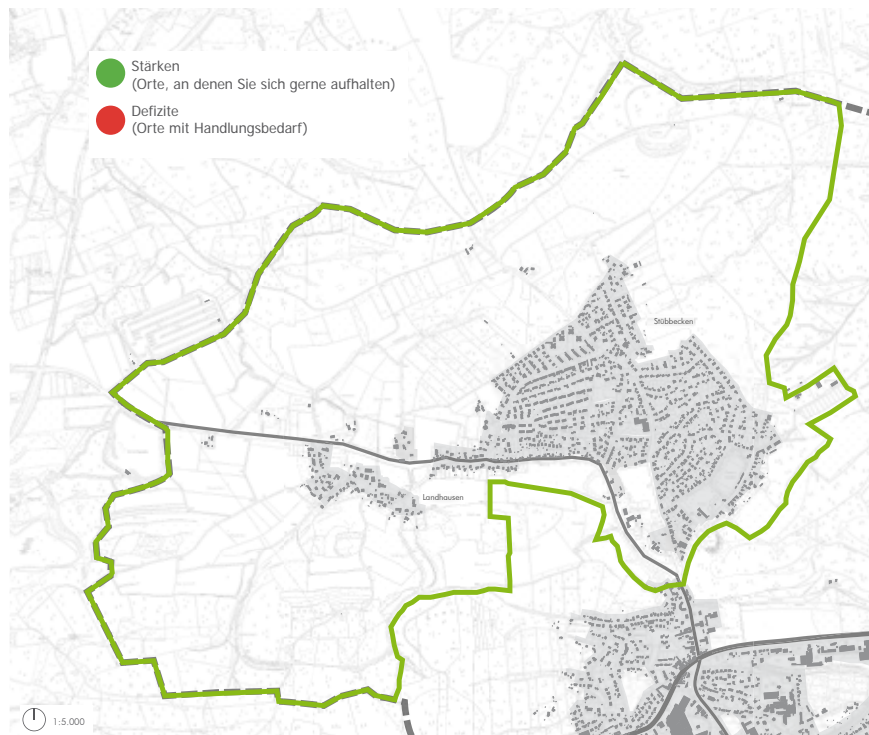 Stärken
(Orte, an denen Sie sich gerne aufhalten)
Defizite
(Orte mit Handlungsbedarf)
Stübbecken
Landhausen
1:5.000